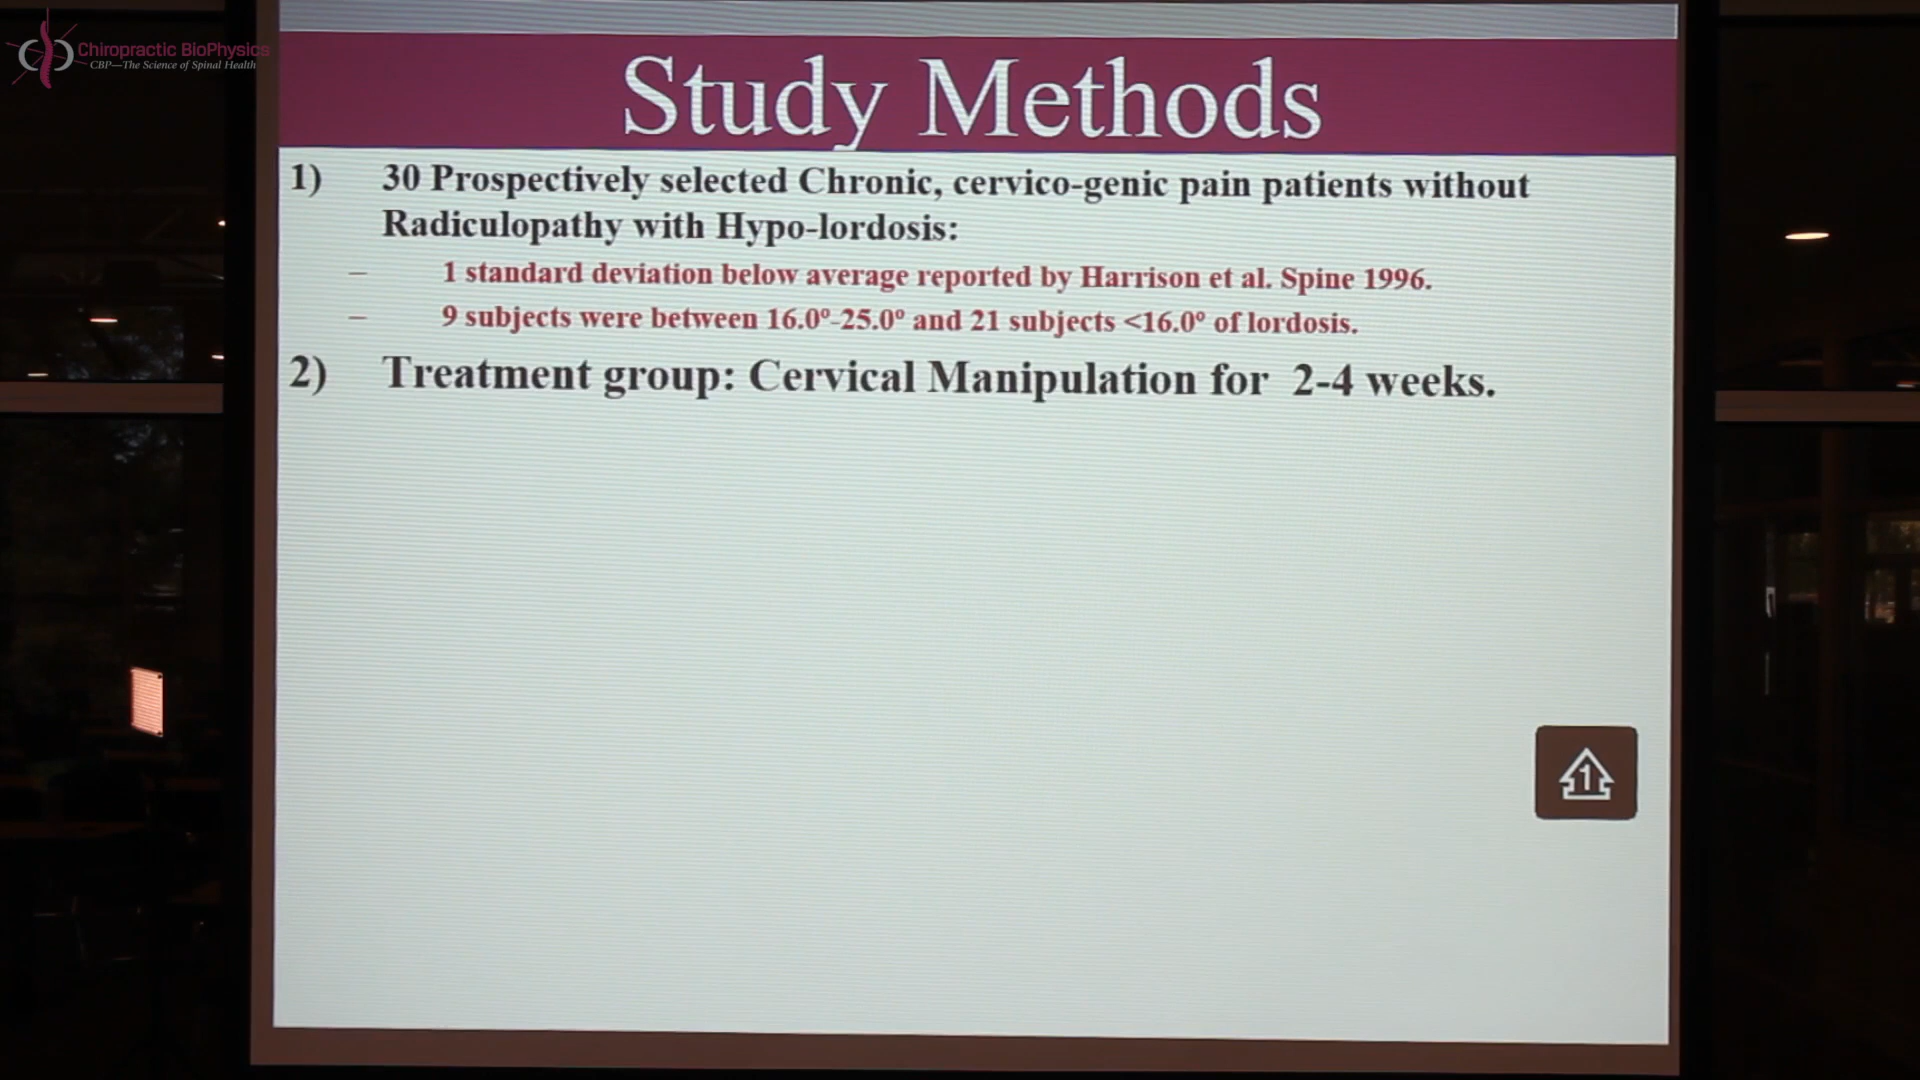 Chiropractic BioPhysics
CBP—The Science of Spinal Health
Study Methods
1) 30 Prospectively selected Chronic, cervico-genic pain patients without
Radiculopathy with Hypo-lordosis:
– 1 standard deviation below average reported by Harrison et al. Spine 1996.
– 9 subjects were between 16.0º-25.0º and 21 subjects <16.0º of lordosis.
2) Treatment group: Cervical Manipulation for 2-4 weeks.
1